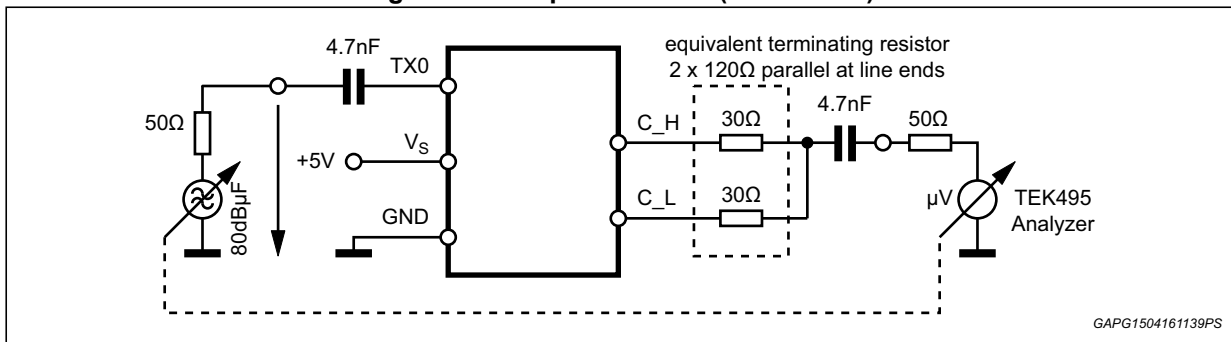 4.7nF
TX0
50Ω
80dBµF
+5V
V_S
GND
C_H
C_L
equivalent terminating resistor
2 x 120Ω parallel at line ends
30Ω
30Ω
4.7nF
50Ω
µV
TEK495
Analyzer
GAPG1504161139PS